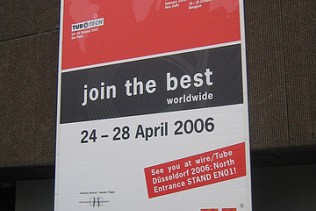 TUBOTECH
join the best
worldwide
24 – 28 April 2006
See you at wire/Tube
Düsseldorf 2006: North
Entrance STAND EN01!